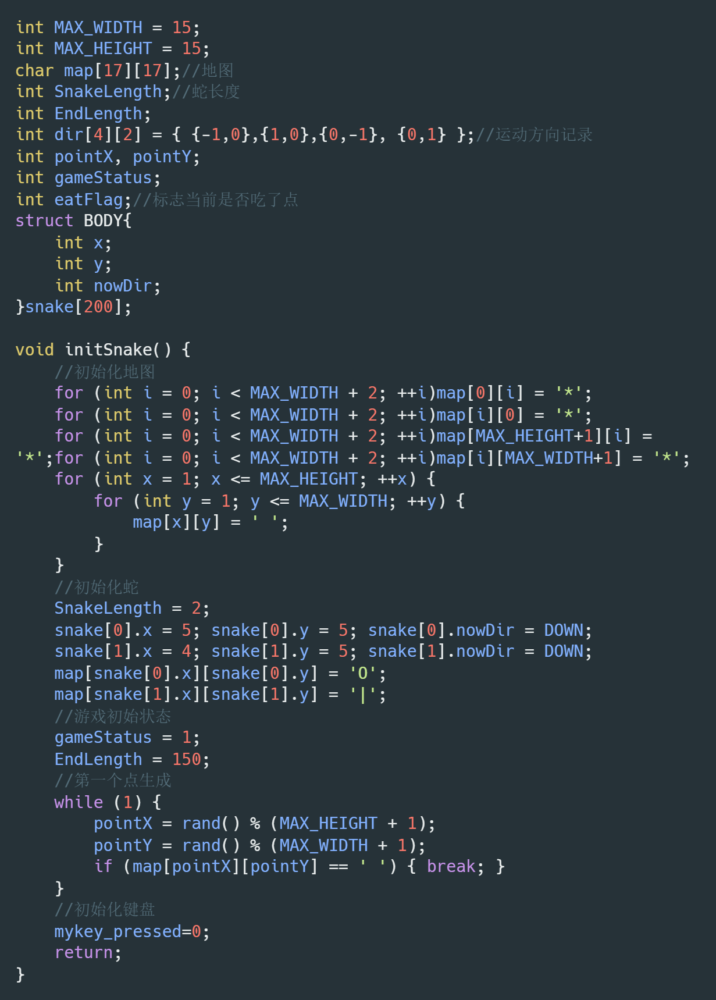 int MAX_WIDTH = 15;
int MAX_HEIGHT = 15;
char map[17][17];//地图
int SnakeLength;//蛇长度
int EndLength;
int dir[4][2] = { {-1,0},{1,0},{0,-1}, {0,1} };//运动方向记录
int pointX, pointY;
int gameStatus;
int eatFlag;//标志当前是否吃了点
struct BODY{
    int x;
    int y;
    int nowDir;
}snake[200];

void initSnake() {
    //初始化地图
    for (int i = 0; i < MAX_WIDTH + 2; ++i)map[0][i] = '*';
    for (int i = 0; i < MAX_WIDTH + 2; ++i)map[i][0] = '*';
    for (int i = 0; i < MAX_WIDTH + 2; ++i)map[MAX_HEIGHT+1][i] =
'*';for (int i = 0; i < MAX_WIDTH + 2; ++i)map[i][MAX_WIDTH+1] = '*';
    for (int x = 1; x <= MAX_HEIGHT; ++x) {
        for (int y = 1; y <= MAX_WIDTH; ++y) {
            map[x][y] = ' ';
        }
    }
    //初始化蛇
    SnakeLength = 2;
    snake[0].x = 5; snake[0].y = 5; snake[0].nowDir = DOWN;
    snake[1].x = 4; snake[1].y = 5; snake[1].nowDir = DOWN;
    map[snake[0].x][snake[0].y] = 'O';
    map[snake[1].x][snake[1].y] = '|';
    //游戏初始状态
    gameStatus = 1;
    EndLength = 150;
    //第一个点生成
    while (1) {
        pointX = rand() % (MAX_HEIGHT + 1);
        pointY = rand() % (MAX_WIDTH + 1);
        if (map[pointX][pointY] == ' ') { break; }
    }
    //初始化键盘
    mykey_pressed=0;
    return;
}